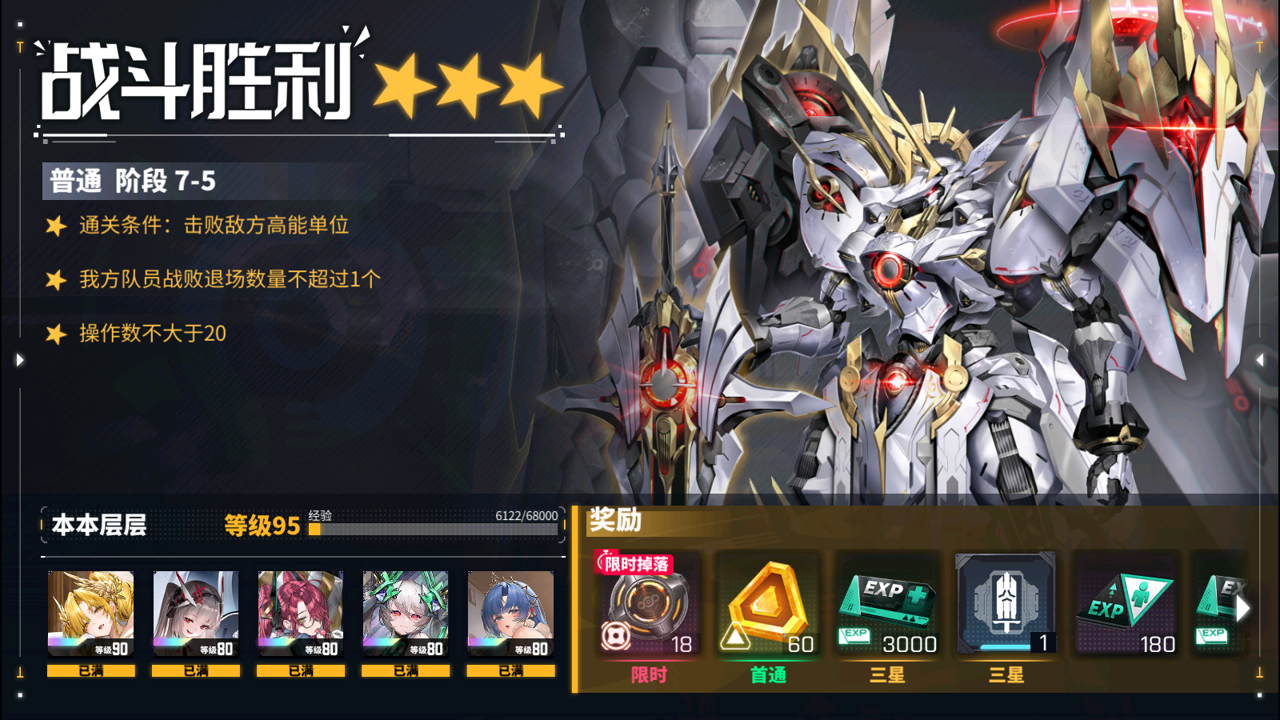 战斗胜利
普通 阶段 7-5
通关条件：击败敌方高能单位
我方队员战败退场数量不超过1个
操作数不大于20
本本层层
等级95
经验
6122/68000
等级90
等级80
等级80
等级80
等级80
已满
已满
已满
已满
已满
奖励
限时掉落
18
限时
60
首通
EXP
EXP
3000
三星
1
三星
EXP
180
EX
EXP